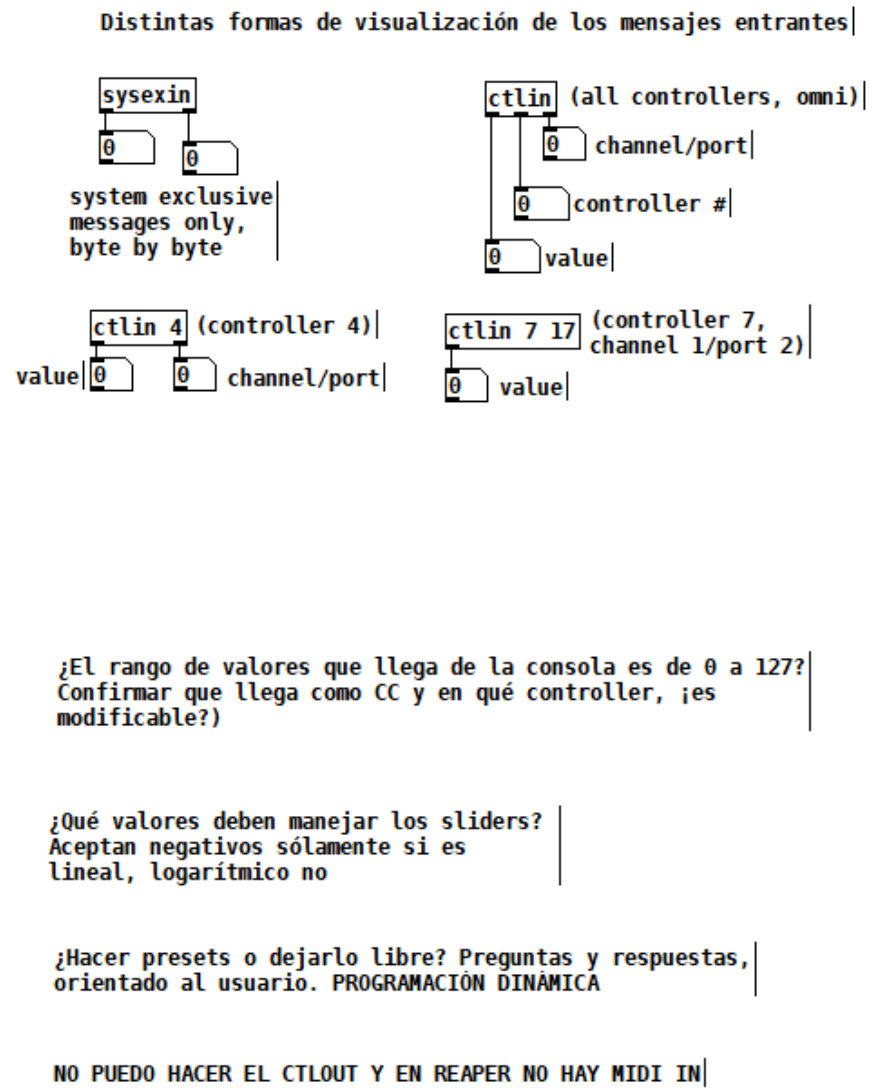 Distintas formas de visualización de los mensajes entrantes
sysexin
0
0
system exclusive
messages only,
byte by byte
ctlin (all controllers, omni)
0 channel/port
0 controller #
0 value
ctlin 4 (controller 4)
value 0 0 channel/port
ctlin 7 17 (controller 7,
channel 1/port 2)
0 value
¿El rango de valores que llega de la consola es de 0 a 127?
Confirmar que llega como CC y en qué controller, ¡es
modificable?)
¿Qué valores deben manejar los sliders?
Aceptan negativos sólamente si es
lineal, logarítmico no
¿Hacer presets o dejarlo libre? Preguntas y respuestas,
orientado al usuario. PROGRAMACIÓN DINÁMICA
NO PUEDO HACER EL CTLOUT Y EN REAPER NO HAY MIDI IN